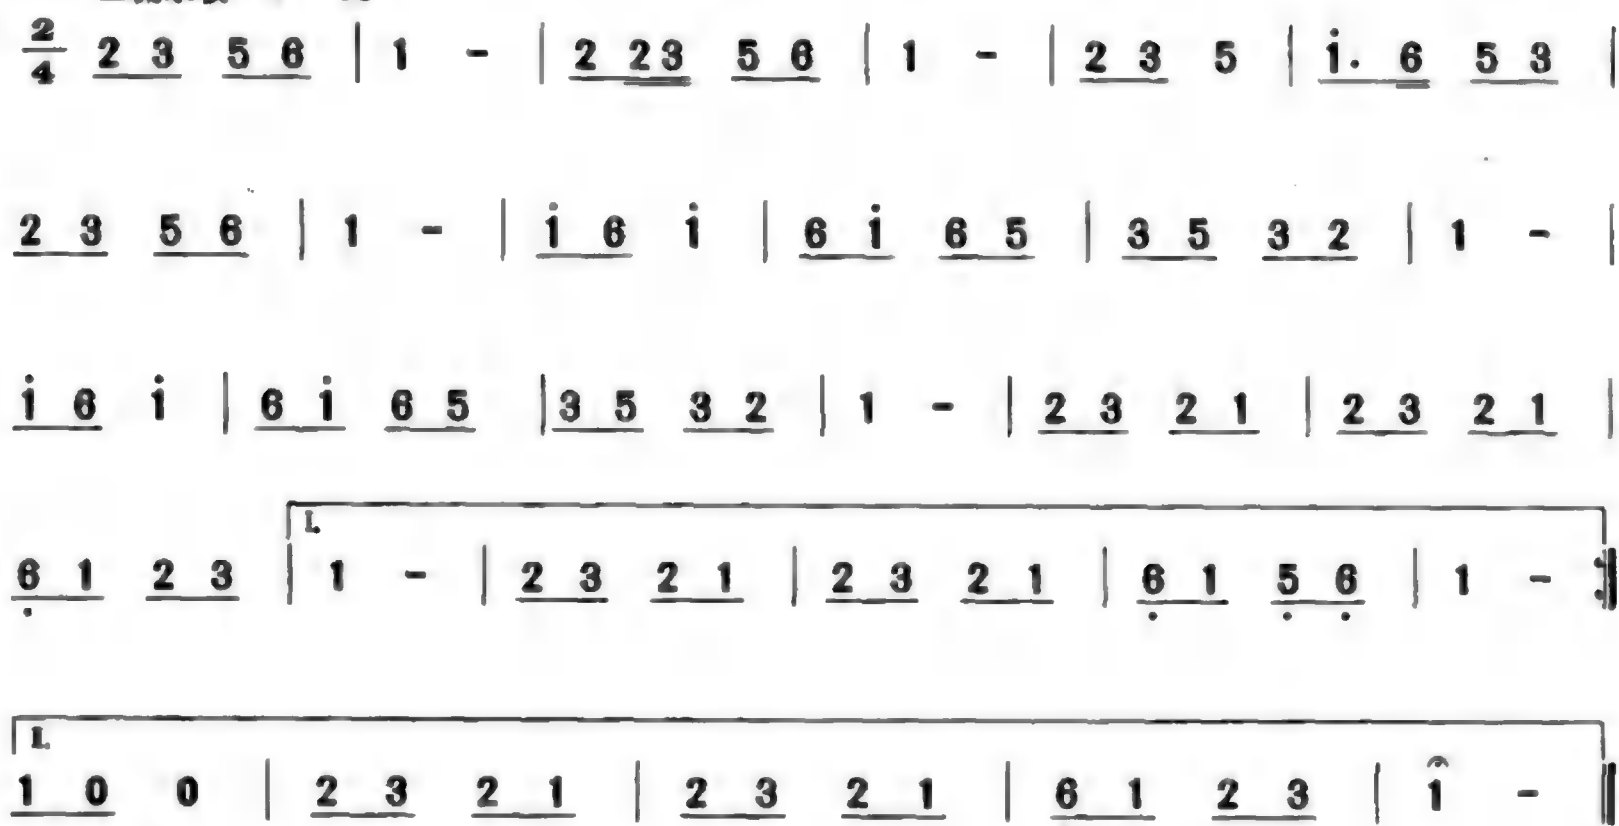 2/4 2 3 5 6 | 1 - | 2 23 5 6 | 1 - | 2 3 5 | i̇. 6 5 3 |
2 3 5 6 | 1 - | i̇ 6 i̇ | 6 i̇ 6 5 | 3 5 3 2 | 1 - |
i̇ 6 i̇ | 6 i̇ 6 5 | 3 5 3 2 | 1 - | 2 3 2 1 | 2 3 2 1 |
I.
6̣ 1 2 3 | 1 - | 2 3 2 1 | 2 3 2 1 | 6̣ 1 5̣ 6̣ | 1 - :‖
I.
1 0 0 | 2 3 2 1 | 2 3 2 1 | 6 1 2 3 | 1 - ‖